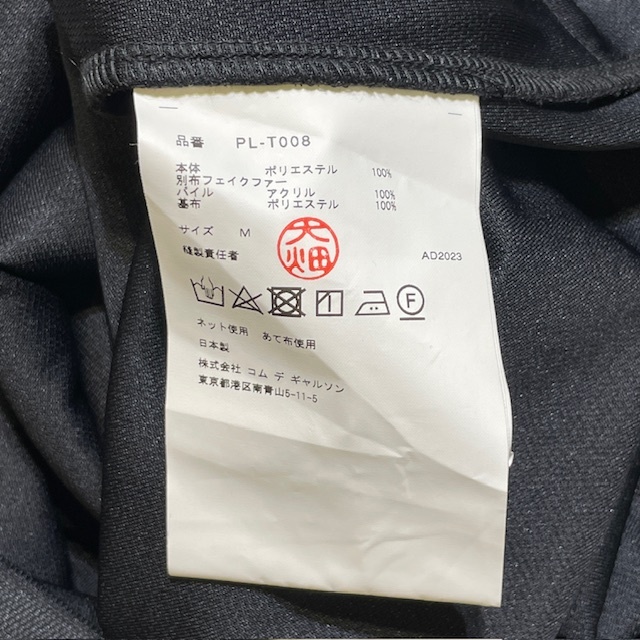 品番 PL-T008
本体 ポリエステル 100%
別布フェイクファー
パイル アクリル 100%
基布 ポリエステル 100%
サイズ M
縫製責任者 大畑 AD2023
F
ネット使用 あて布使用
日本製
株式会社 コム デ ギャルソン
東京都港区南青山5-11-5